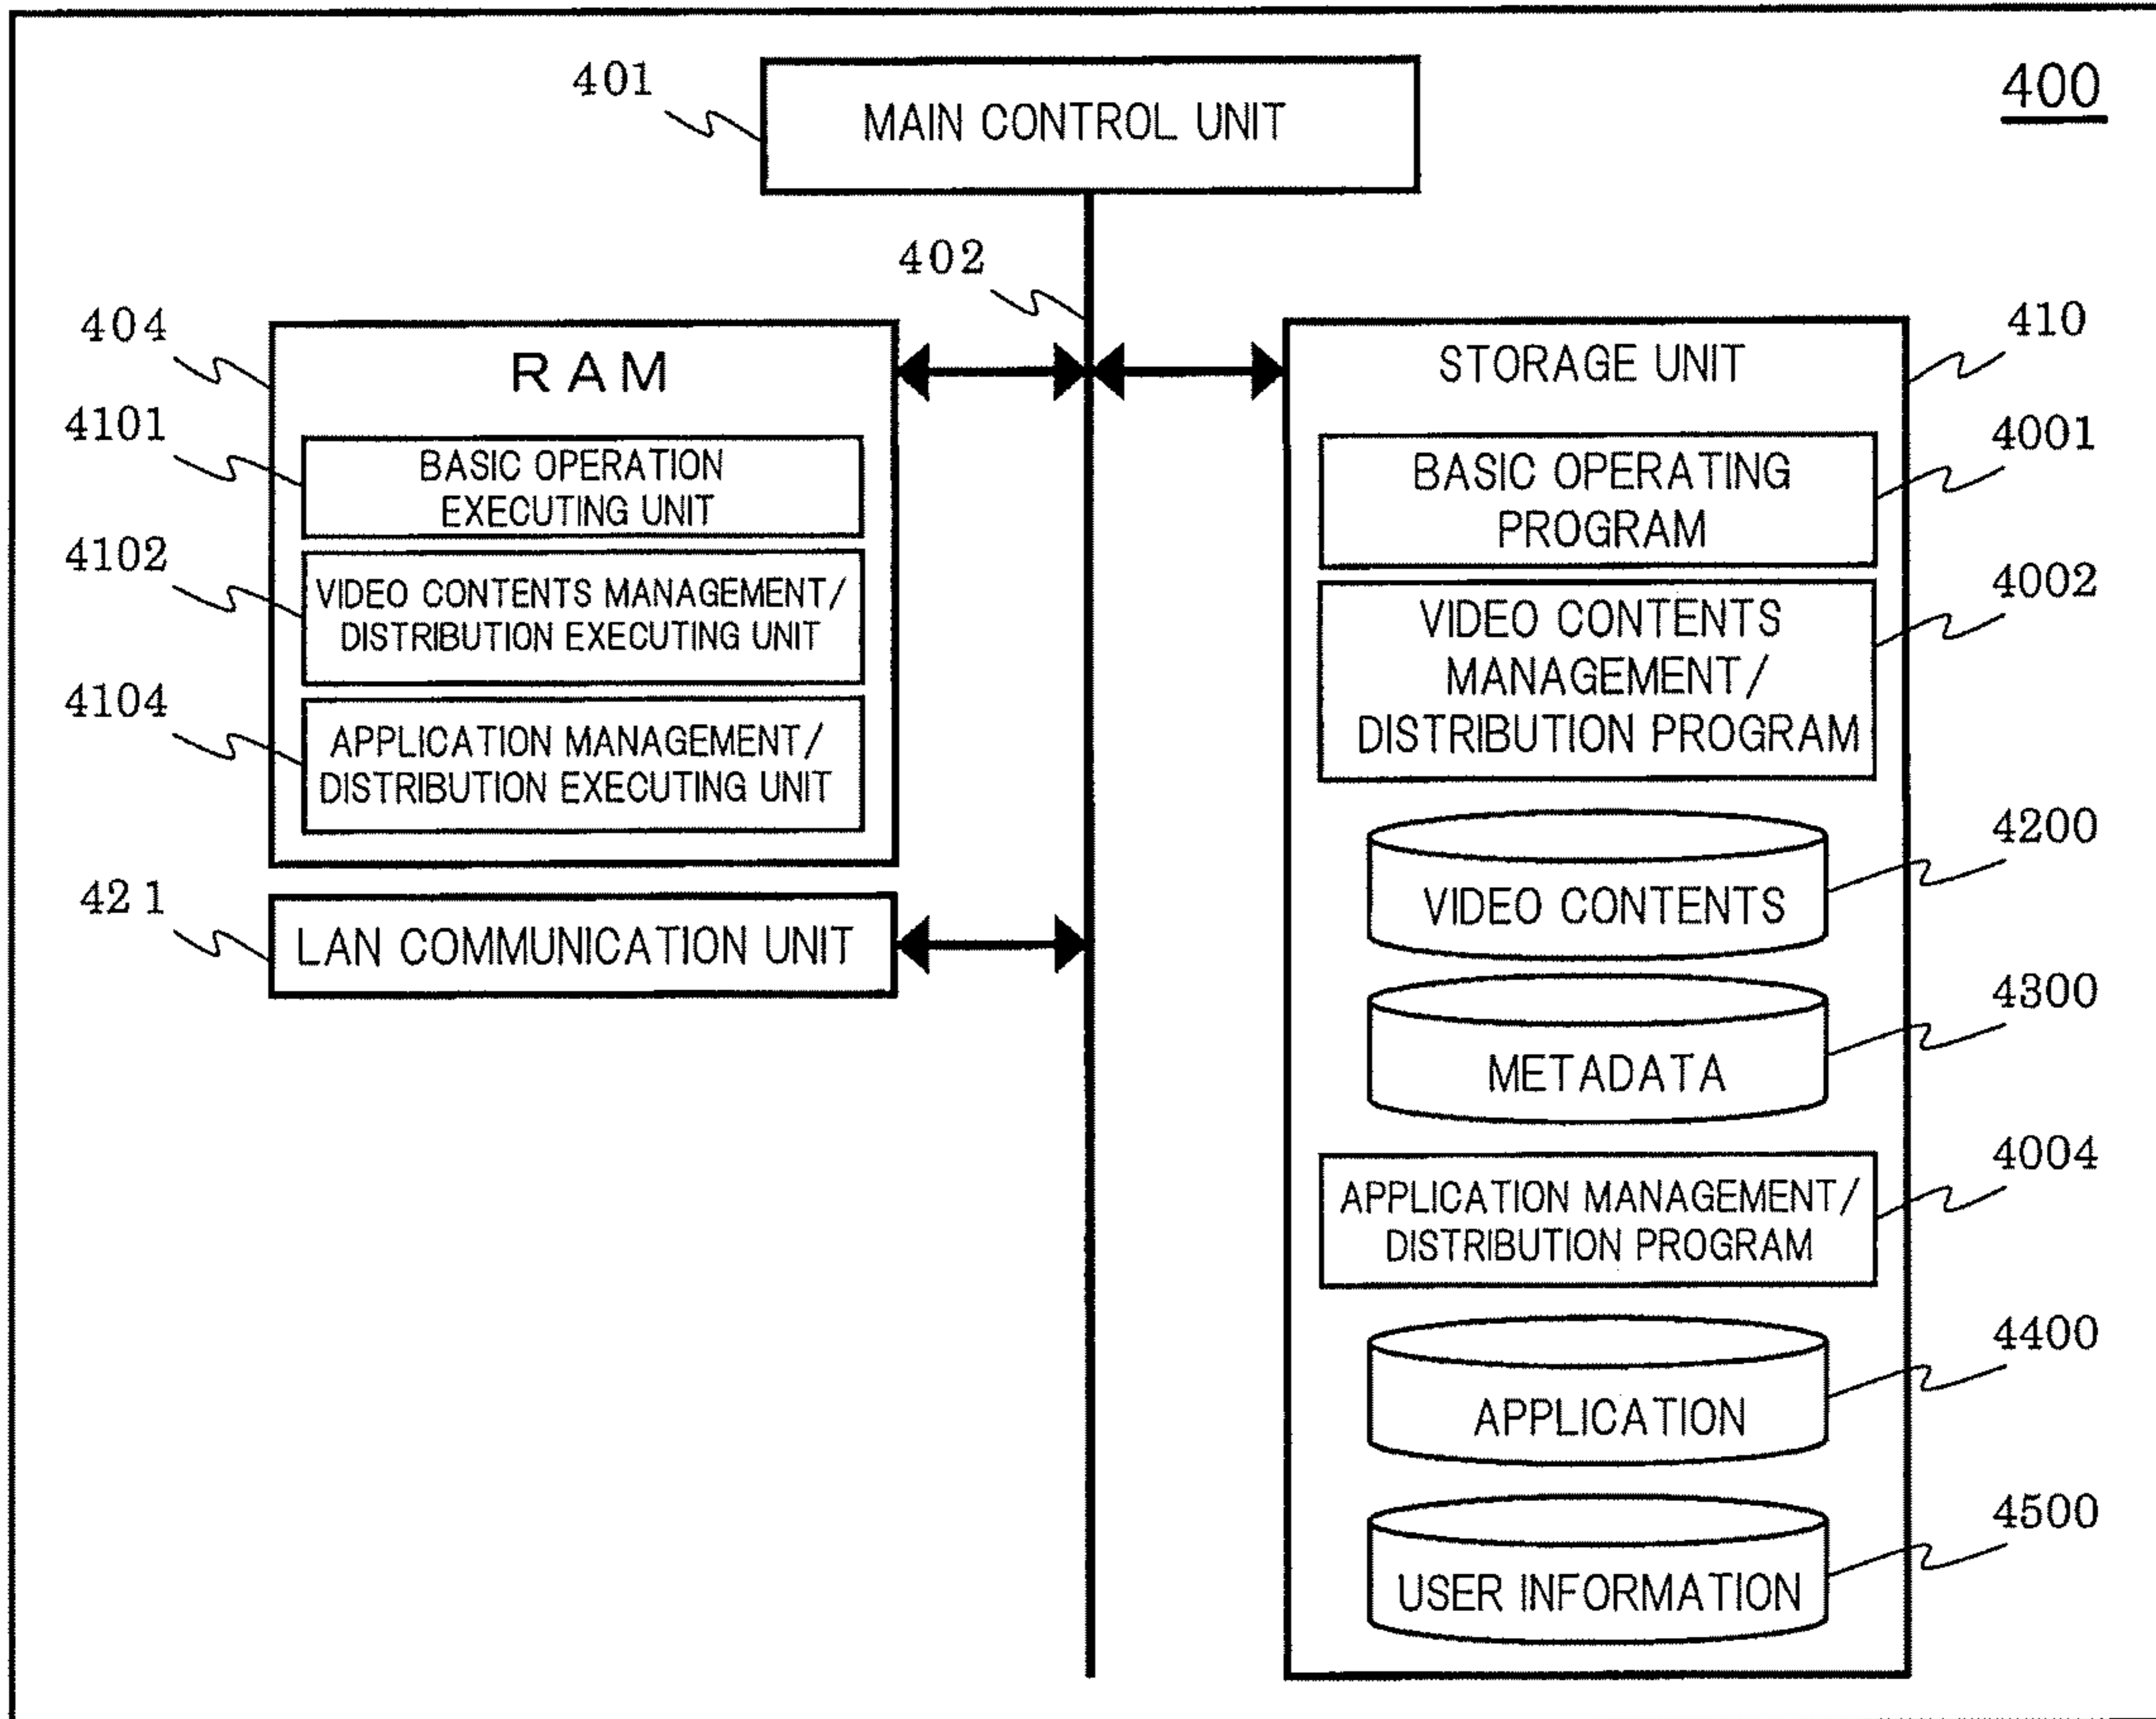 400
401
MAIN CONTROL UNIT
402
404
RAM
4101
BASIC OPERATION
EXECUTING UNIT
4102
VIDEO CONTENTS MANAGEMENT/
DISTRIBUTION EXECUTING UNIT
4104
APPLICATION MANAGEMENT/
DISTRIBUTION EXECUTING UNIT
421
LAN COMMUNICATION UNIT
410
STORAGE UNIT
4001
BASIC OPERATING
PROGRAM
4002
VIDEO CONTENTS
MANAGEMENT/
DISTRIBUTION PROGRAM
4200
VIDEO CONTENTS
4300
METADATA
4004
APPLICATION MANAGEMENT/
DISTRIBUTION PROGRAM
4400
APPLICATION
4500
USER INFORMATION